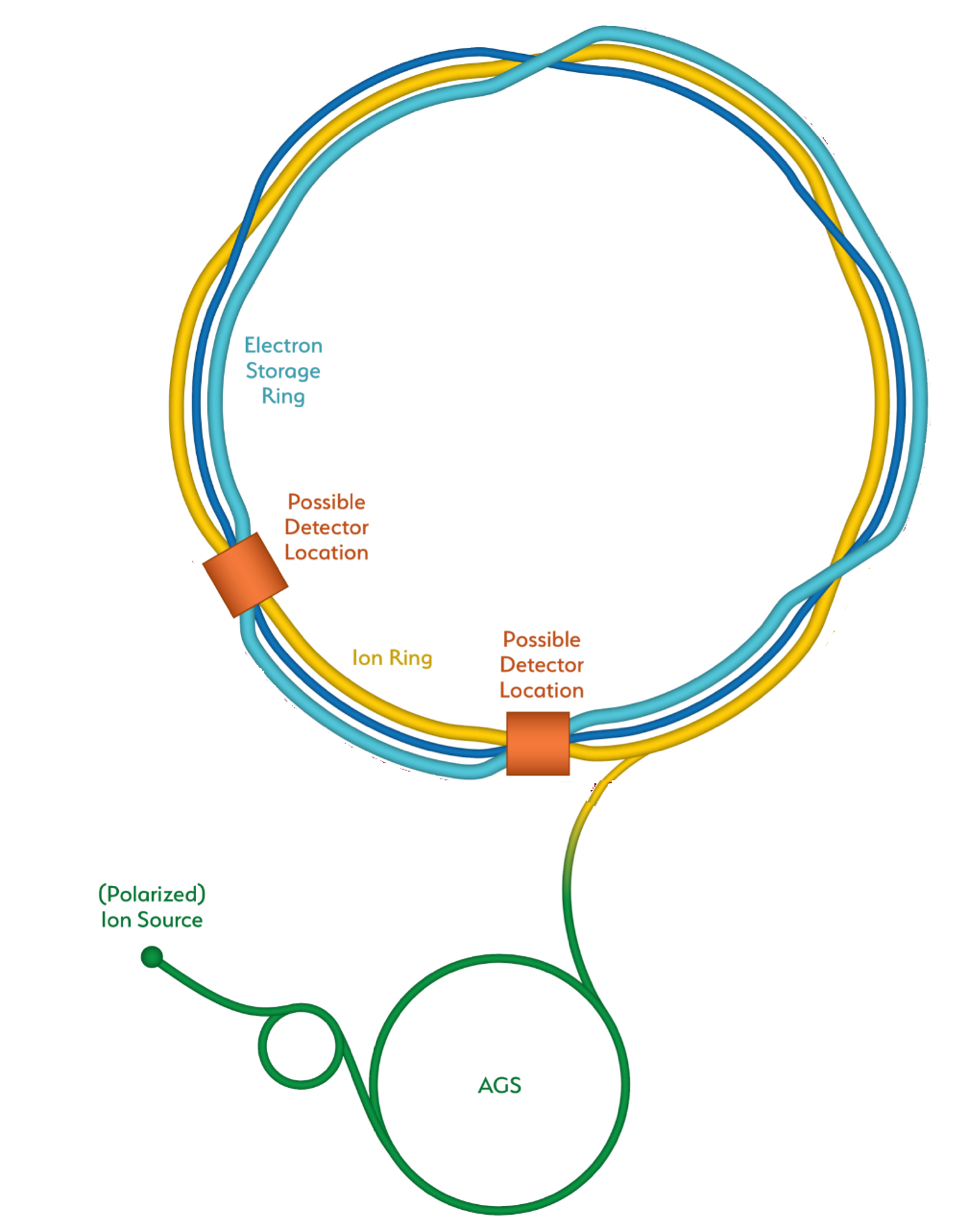 Electron
Storage
Ring
Possible
Detector
Location
Possible
Detector
Location
Ion Ring
(Polarized)
Ion Source
AGS